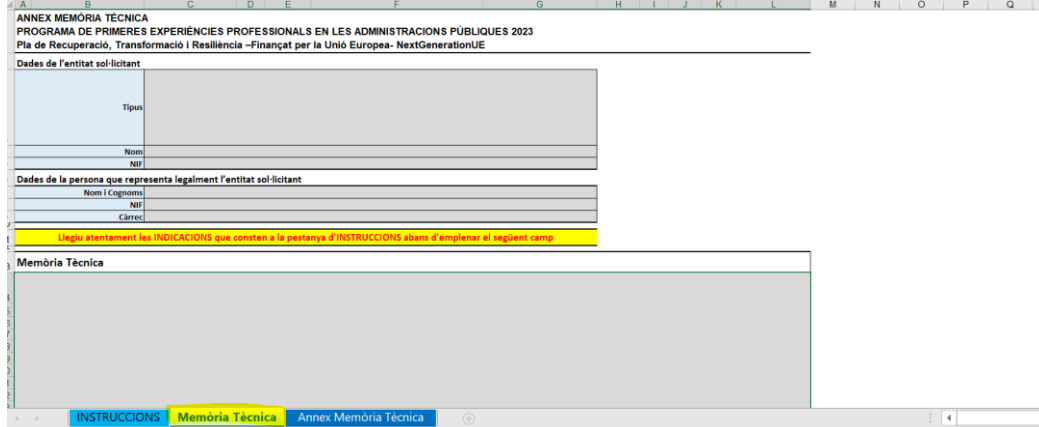 A B C D E F G H I J K L M N O P Q
ANNEX MEMÒRIA TÈCNICA
PROGRAMA DE PRIMERES EXPERIÈNCIES PROFESSIONALS EN LES ADMINISTRACIONS PÚBLIQUES 2023
Pla de Recuperació, Transformació i Resiliència –Finançat per la Unió Europea- NextGenerationUE
Dades de l'entitat sol·licitant
Tipus
Nom
NIF
Dades de la persona que representa legalment l'entitat sol·licitant
Nom i Cognoms
NIF
Càrrec
Llegiu atentament les INDICACIONS que consten a la pestanya d'INSTRUCCIONS abans d'emplenar el següent camp
Memòria Tècnica
INSTRUCCIONS Memòria Tècnica Annex Memòria Tècnica